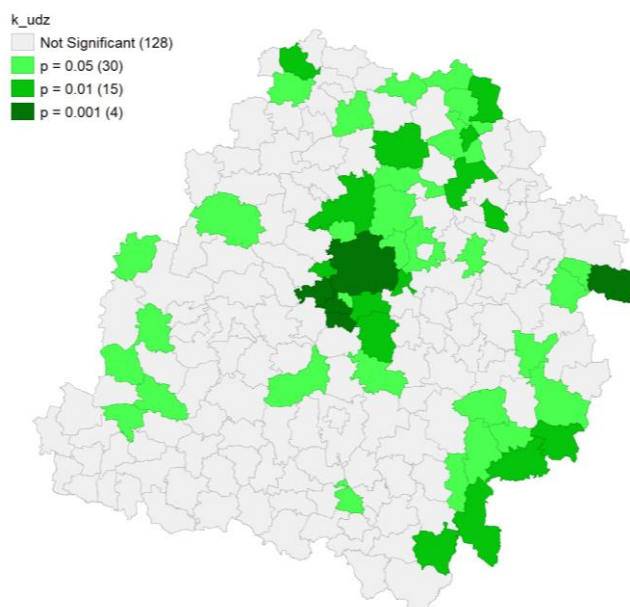 k_udz
Not Significant (128)
p = 0.05 (30)
p = 0.01 (15)
p = 0.001 (4)